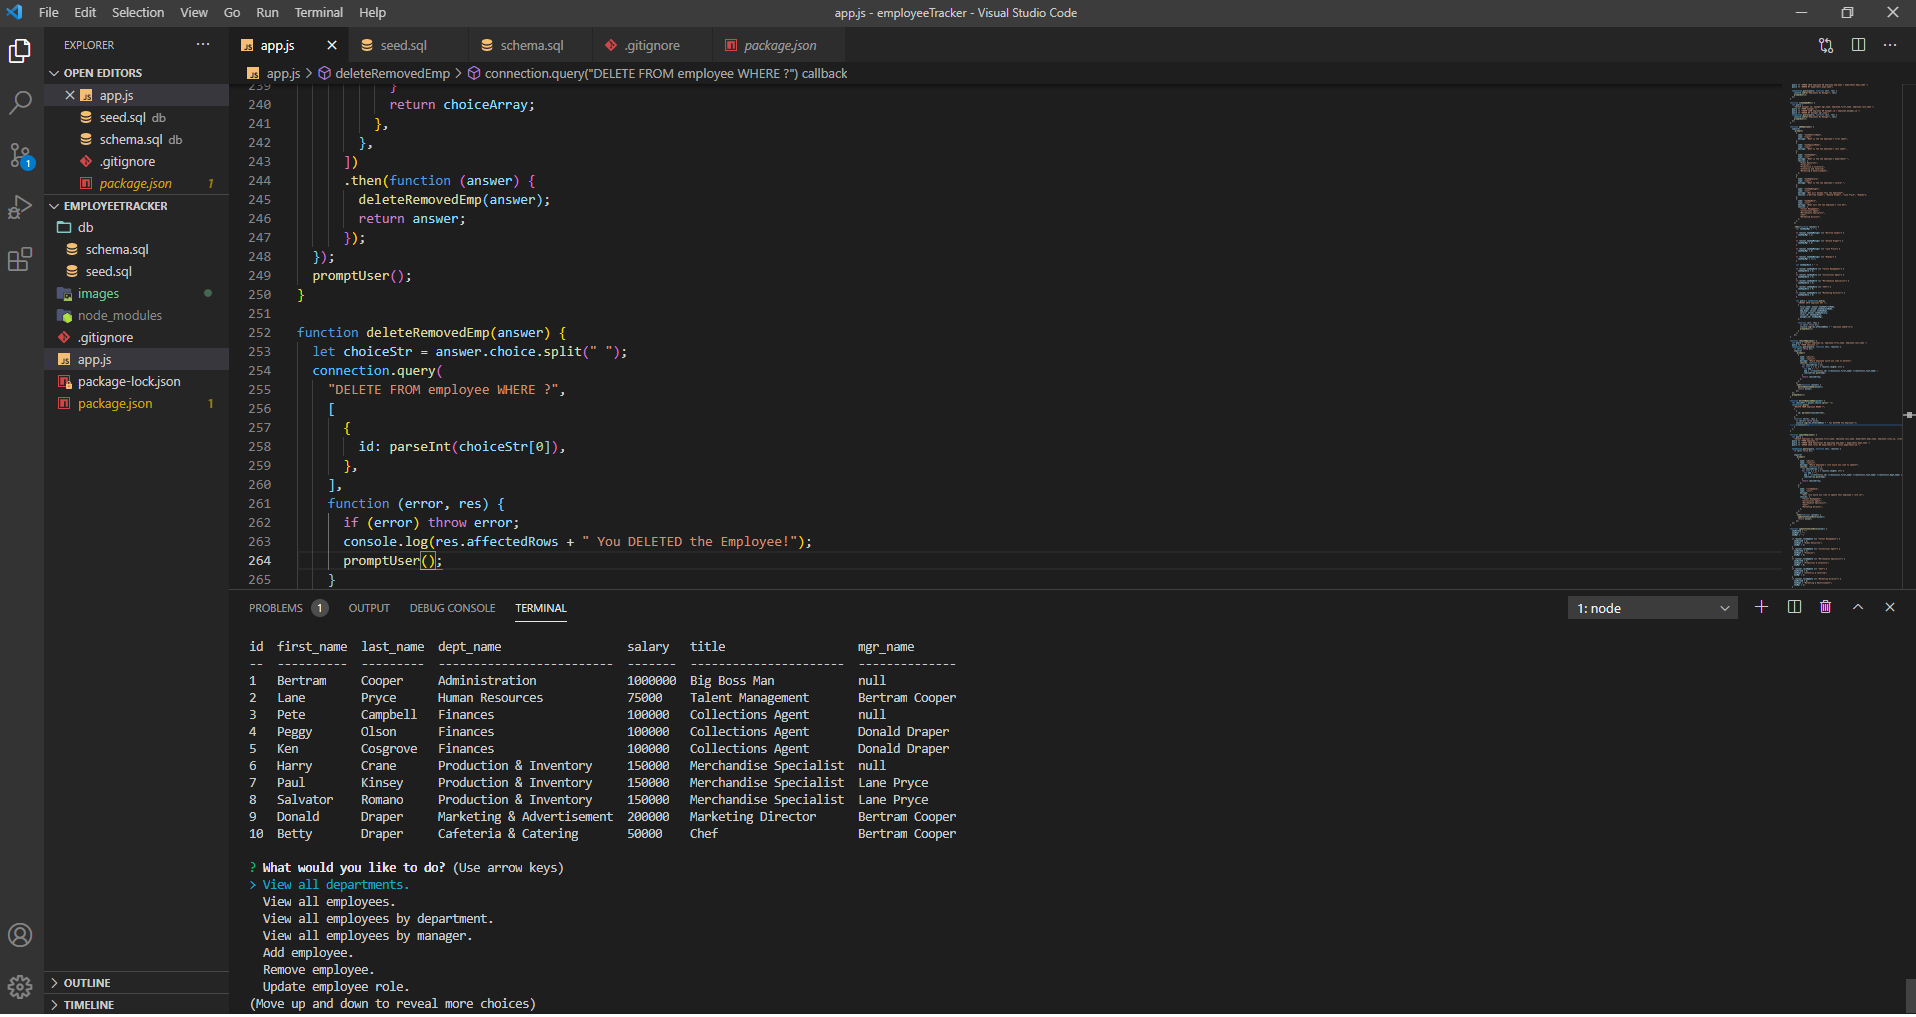 File Edit Selection View Go Run Terminal Help app.js - employeeTracker - Visual Studio Code
EXPLORER
OPEN EDITORS
app.js
seed.sql db
schema.sql db
.gitignore
package.json 1
EMPLOYEETRACKER
db
schema.sql
seed.sql
images
node_modules
.gitignore
app.js
package-lock.json
package.json 1
OUTLINE
TIMELINE
1
app.js seed.sql schema.sql .gitignore package.json
app.js > deleteRemovedEmp > connection.query("DELETE FROM employee WHERE ?") callback
239 }
240 return choiceArray;
241 },
242 },
243 ])
244 .then(function (answer) {
245 deleteRemovedEmp(answer);
246 return answer;
247 });
248 });
249 promptUser();
250 }
251
252 function deleteRemovedEmp(answer) {
253 let choiceStr = answer.choice.split(" ");
254 connection.query(
255 "DELETE FROM employee WHERE ?",
256 [
257 {
258 id: parseInt(choiceStr[0]),
259 },
260 ],
261 function (error, res) {
262 if (error) throw error;
263 console.log(res.affectedRows + " You DELETED the Employee!");
264 promptUser();
265 }
PROBLEMS 1 OUTPUT DEBUG CONSOLE TERMINAL 1: node
id first_name last_name dept_name salary title mgr_name
-- ---------- --------- ------------------------- ------- ---------------------- --------------
1 Bertram Cooper Administration 1000000 Big Boss Man null
2 Lane Pryce Human Resources 75000 Talent Management Bertram Cooper
3 Pete Campbell Finances 100000 Collections Agent null
4 Peggy Olson Finances 100000 Collections Agent Donald Draper
5 Ken Cosgrove Finances 100000 Collections Agent Donald Draper
6 Harry Crane Production & Inventory 150000 Merchandise Specialist null
7 Paul Kinsey Production & Inventory 150000 Merchandise Specialist Lane Pryce
8 Salvator Romano Production & Inventory 150000 Merchandise Specialist Lane Pryce
9 Donald Draper Marketing & Advertisement 200000 Marketing Director Bertram Cooper
10 Betty Draper Cafeteria & Catering 50000 Chef Bertram Cooper
? What would you like to do? (Use arrow keys)
> View all departments.
View all employees.
View all employees by department.
View all employees by manager.
Add employee.
Remove employee.
Update employee role.
(Move up and down to reveal more choices)